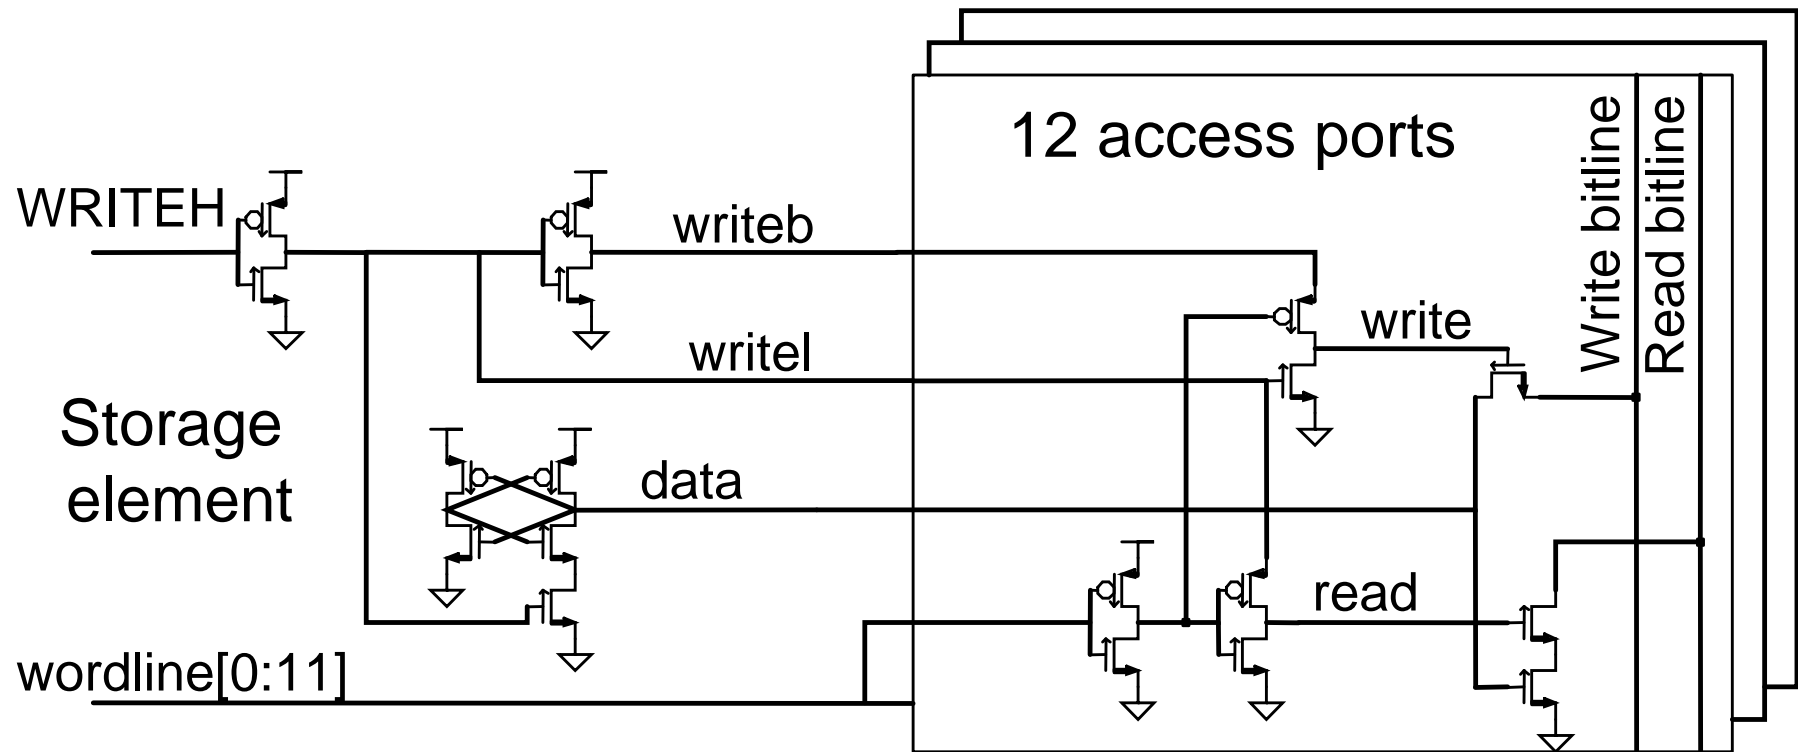 12 access ports
Write bitline
Read bitline
WRITEH
writeb
write
writel
Storage
element
data
read
wordline[0:11]